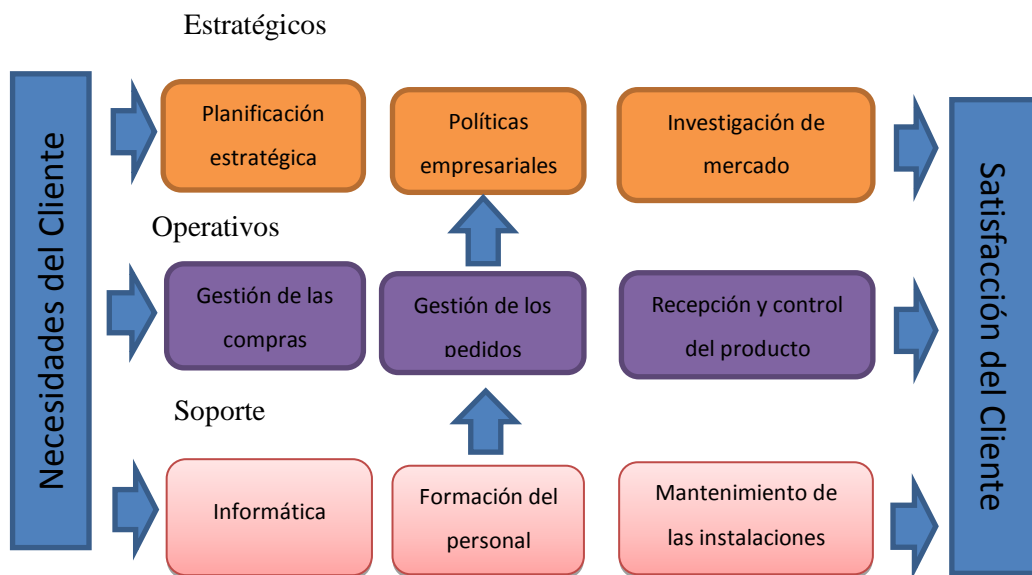 Estratégicos
Necesidades del Cliente
Planificación
estratégica
Políticas
empresariales
Investigación de
mercado
Satisfacción del Cliente
Operativos
Gestión de las
compras
Gestión de los
pedidos
Recepción y control
del producto
Soporte
Informática
Formación del
personal
Mantenimiento de
las instalaciones